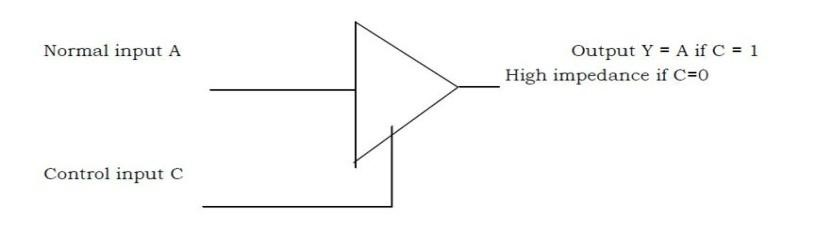 Normal input A
Output Y = A if C = 1
High impedance if C=0
Control input C